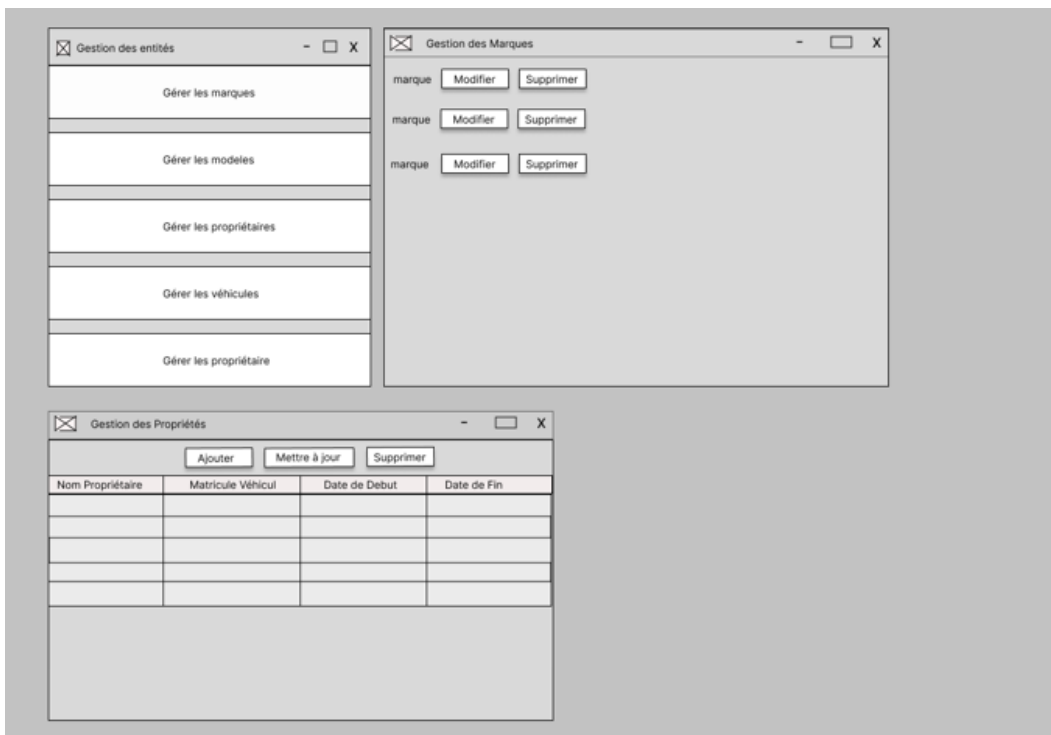 Gestion des entités - X
Gérer les marques
Gérer les modeles
Gérer les propriétaires
Gérer les véhicules
Gérer les propriétaire
Gestion des Marques - X
marque Modifier Supprimer
marque Modifier Supprimer
marque Modifier Supprimer
Gestion des Propriétés - X
Ajouter Mettre à jour Supprimer
Nom Propriétaire Matricule Véhicul Date de Debut Date de Fin